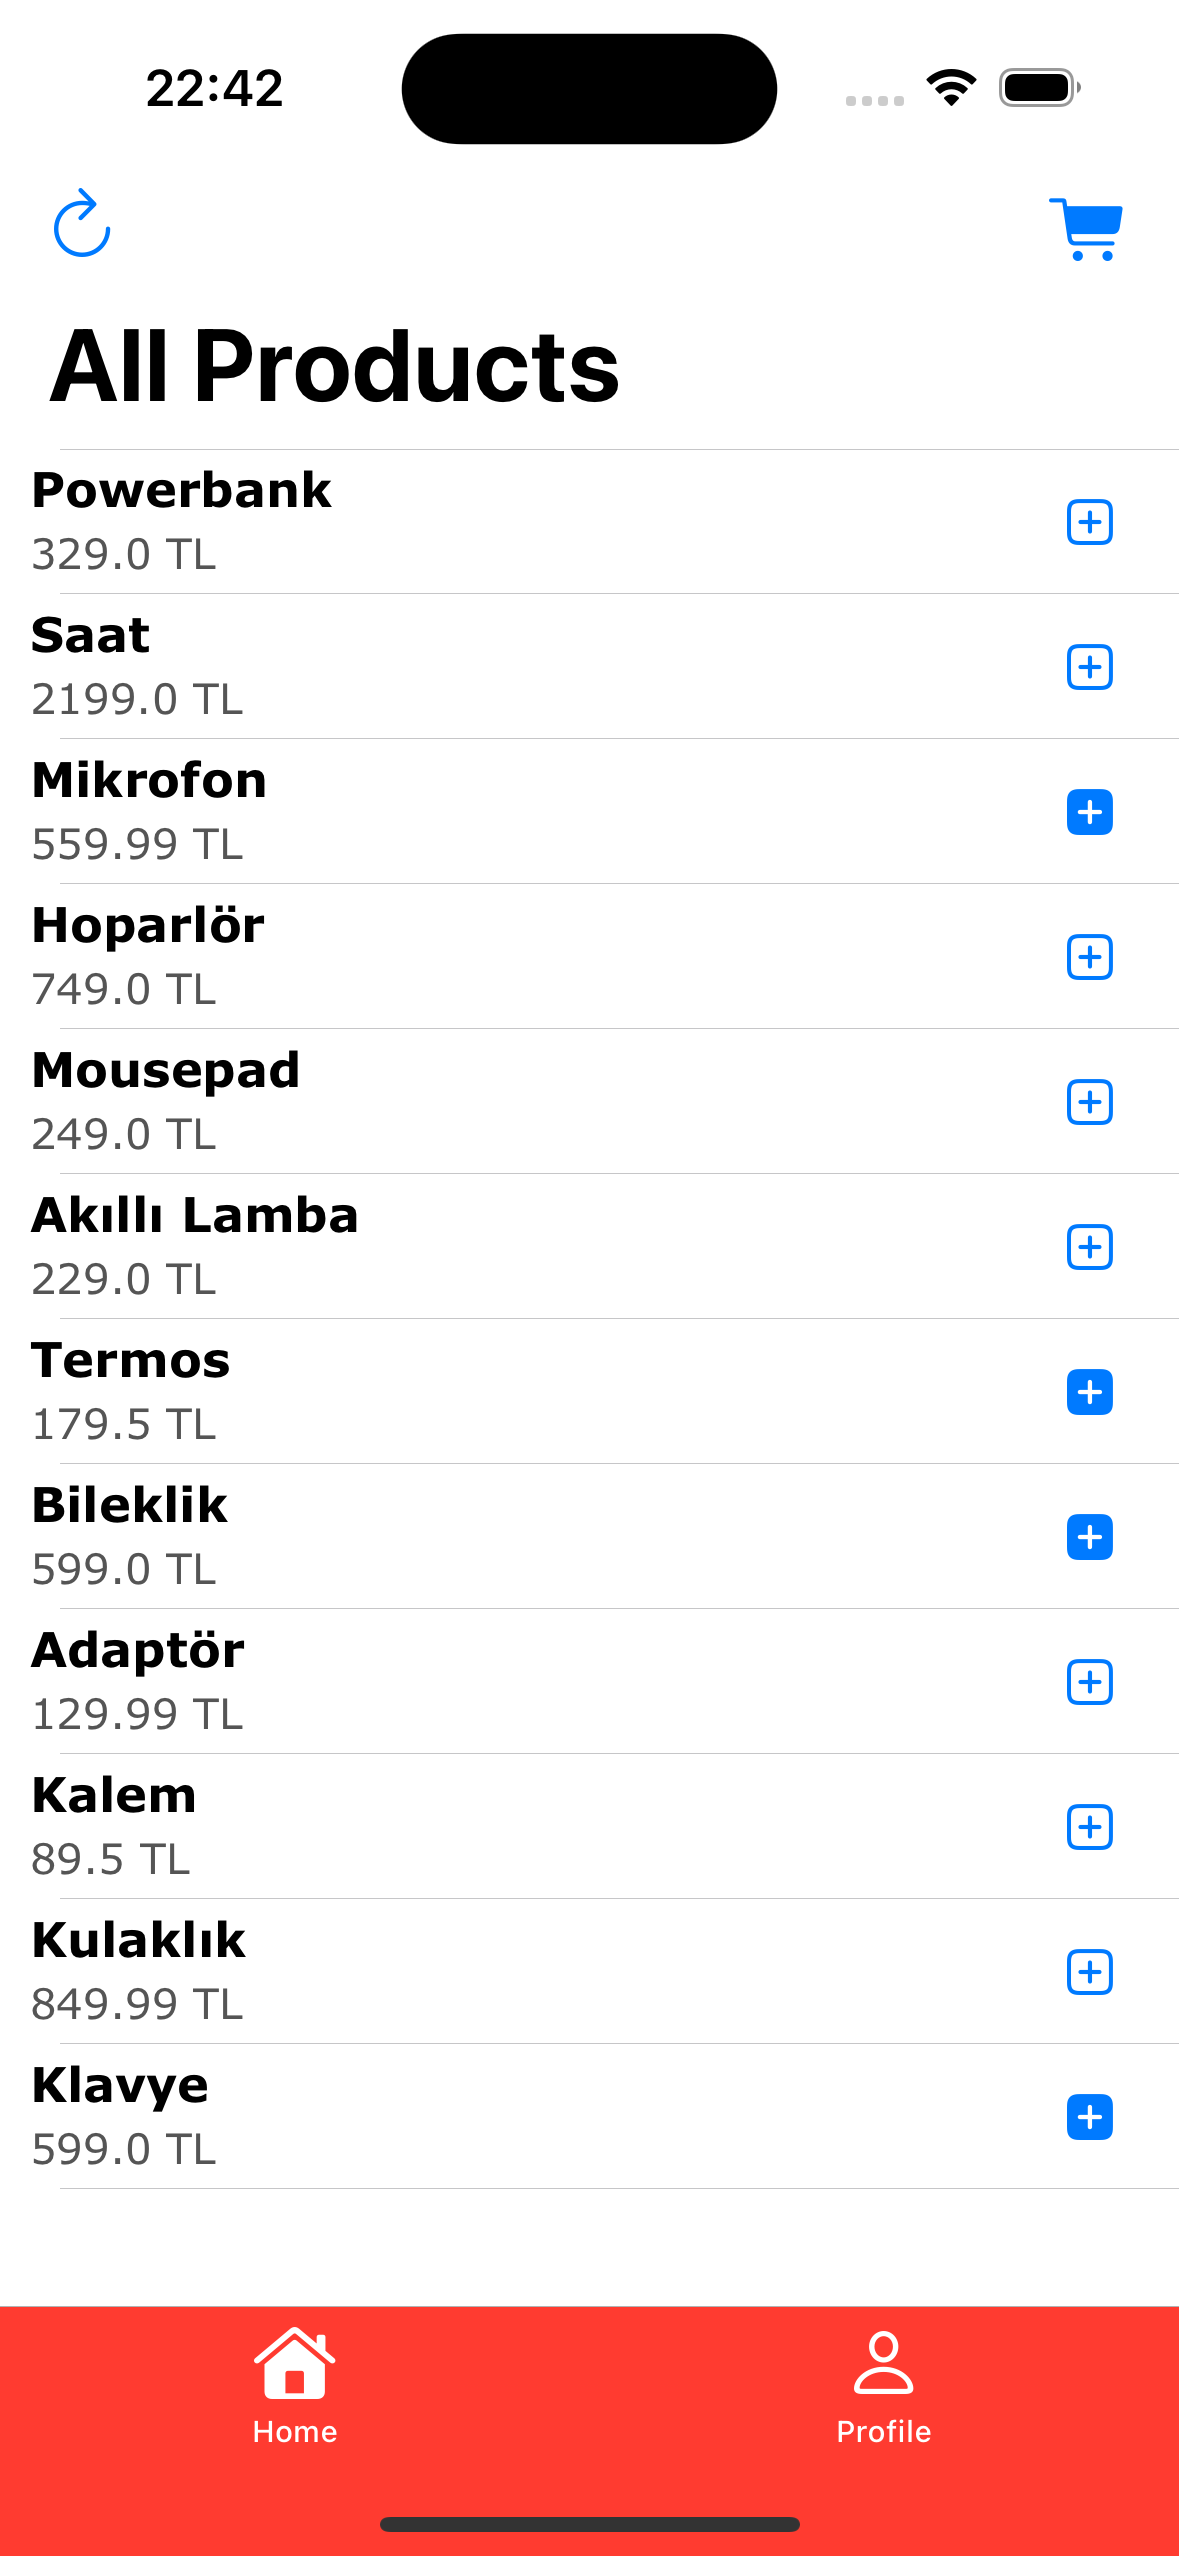 22:42
All Products
Powerbank
329.0 TL
Saat
2199.0 TL
Mikrofon
559.99 TL
Hoparlör
749.0 TL
Mousepad
249.0 TL
Akıllı Lamba
229.0 TL
Termos
179.5 TL
Bileklik
599.0 TL
Adaptör
129.99 TL
Kalem
89.5 TL
Kulaklık
849.99 TL
Klavye
599.0 TL
Home
Profile